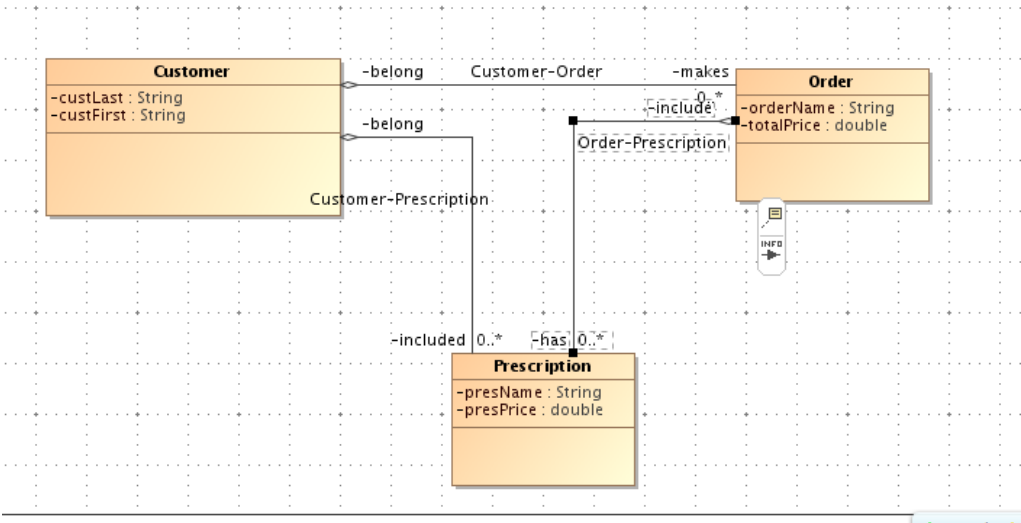 -belong
Customer-Order
-makes
Customer
Order
-custLast : String
-custFirst : String
0..*
-include
-orderName : String
-totalPrice : double
-belong
Order-Prescription
Customer-Prescription
INFO
-included
0..*
-has
0..*
Prescription
-presName : String
-presPrice : double